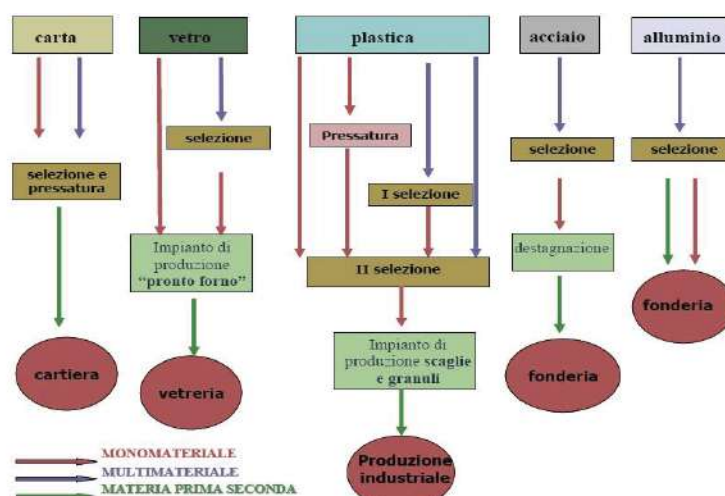 carta
vetro
plastica
acciaio
alluminio
Pressatura
selezione
selezione
selezione
selezione e
pressatura
I selezione
Impianto di
produzione
“pronto forno”
destagnazione
II selezione
fonderia
Impianto di
produzione scaglie
e granuli
cartiera
vetreria
fonderia
MONOMATERIALE
MULTIMATERIALE
MATERIA PRIMA SECONDA
Produzione
industriale